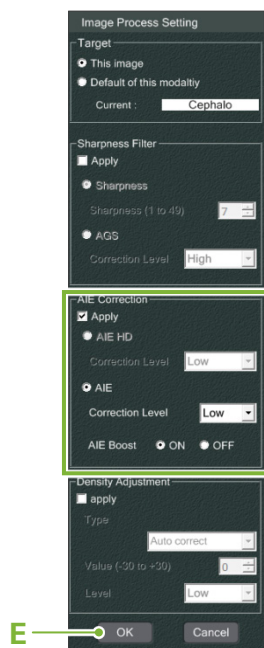 Image Process Setting
Target
This image
Default of this modaltiy
Current : Cephalo
Sharpness Filter
Apply
Sharpness
Sharpness (1 to 49) 7
AGS
Correction Level High
AIE Correction
Apply
AIE HD
Correction Level Low
AIE
Correction Level Low
AIE Boost ON OFF
Density Adjustment
apply
Type
Auto correct
Value (-30 to +30) 0
Level Low
E OK Cancel